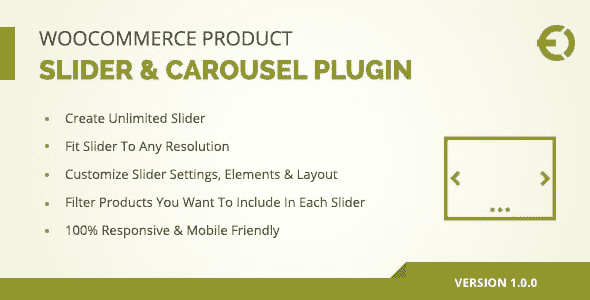 WOOCOMMERCE PRODUCT
SLIDER & CAROUSEL PLUGIN
• Create Unlimited Slider
• Fit Slider To Any Resolution
• Customize Slider Settings, Elements & Layout
• Filter Products You Want To Include In Each Slider
• 100% Responsive & Mobile Friendly
VERSION 1.0.0